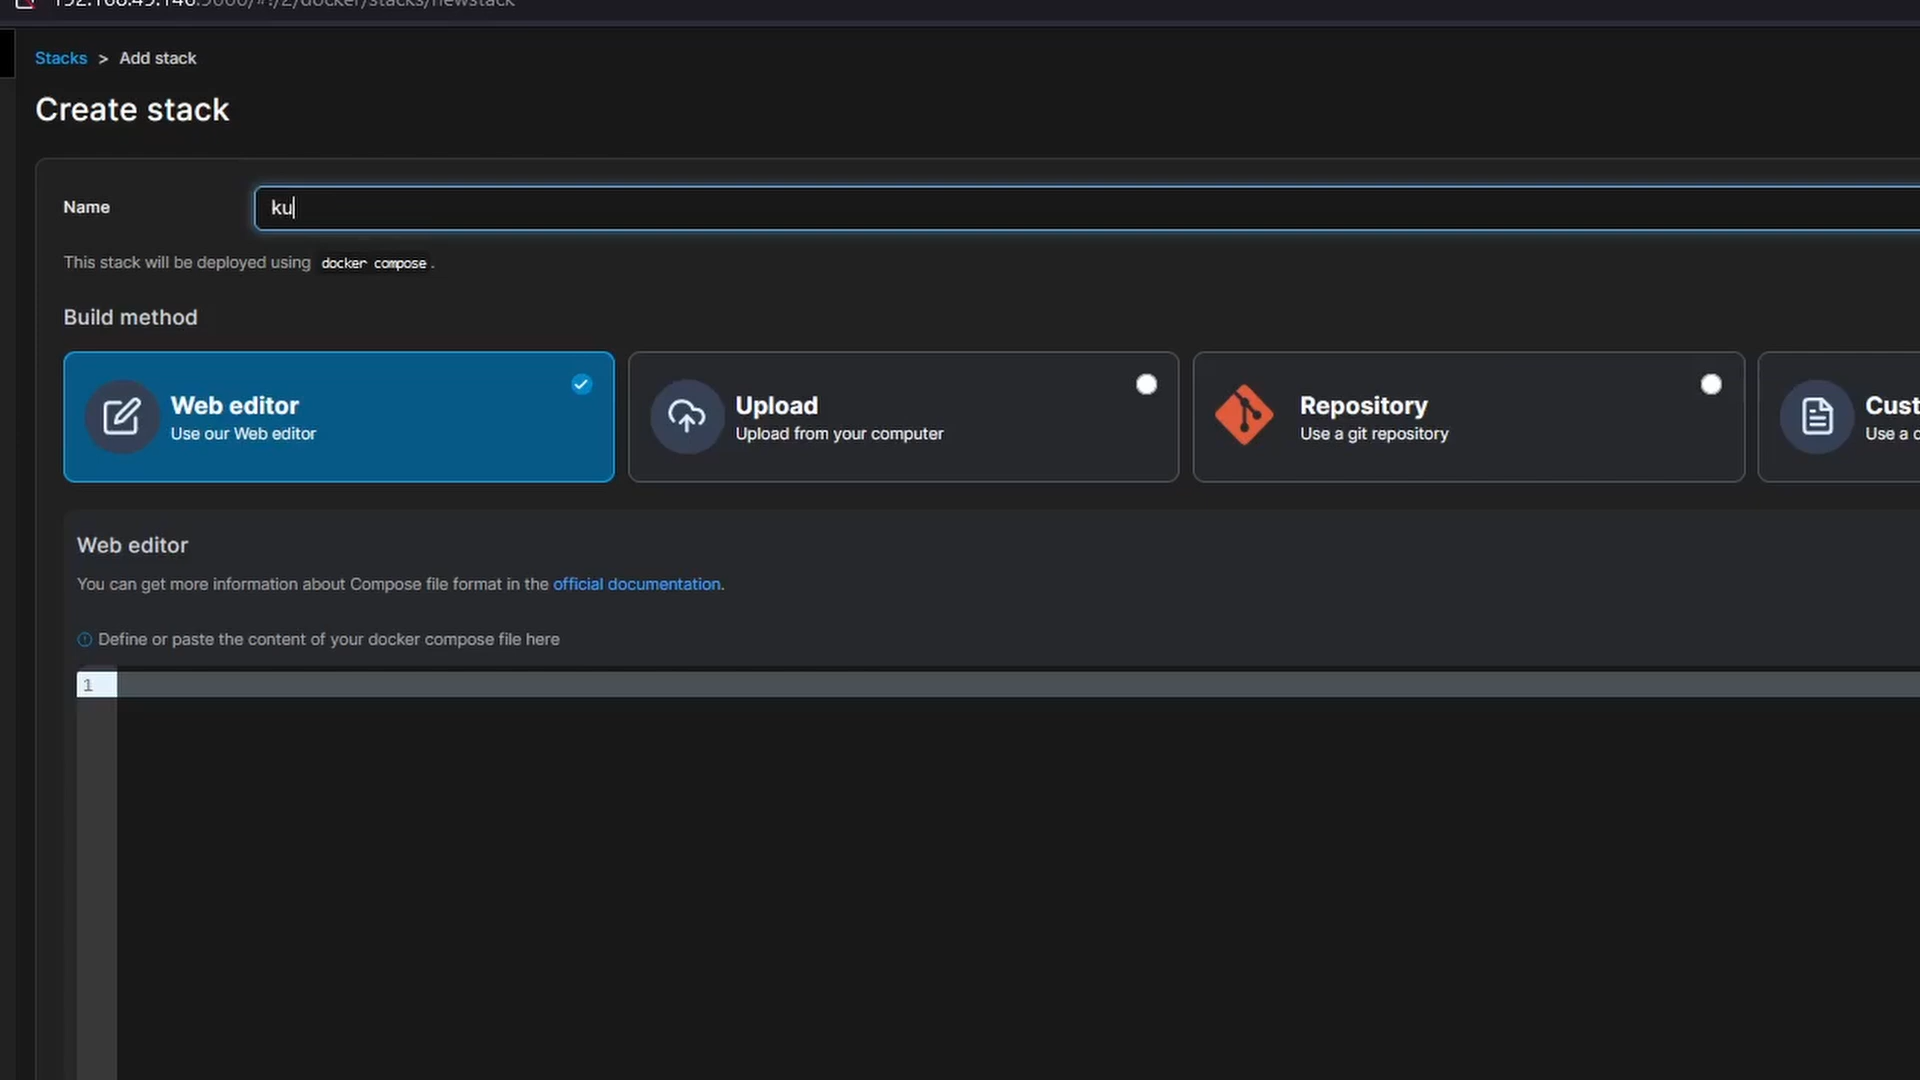 Stacks > Add stack
Create stack
Name
ku
This stack will be deployed using docker compose.
Build method
Web editor
Use our Web editor
Upload
Upload from your computer
Repository
Use a git repository
Cust
Use a
Web editor
You can get more information about Compose file format in the official documentation.
Define or paste the content of your docker compose file here
1